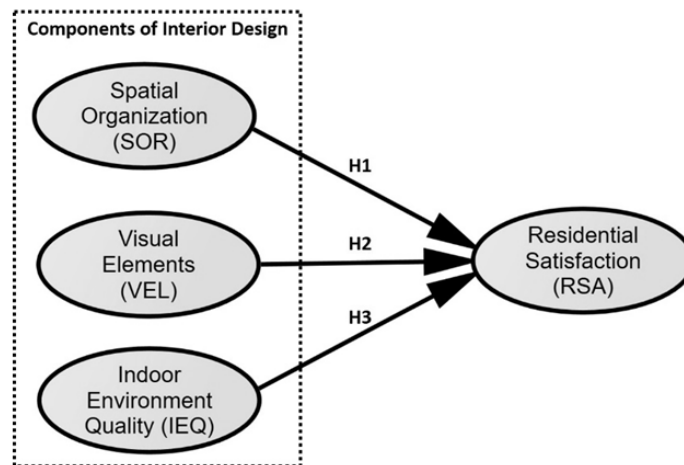 Components of Interior Design
Spatial
Organization
(SOR)
H1
Visual
Elements
(VEL)
H2
Residential
Satisfaction
(RSA)
H3
Indoor
Environment
Quality (IEQ)